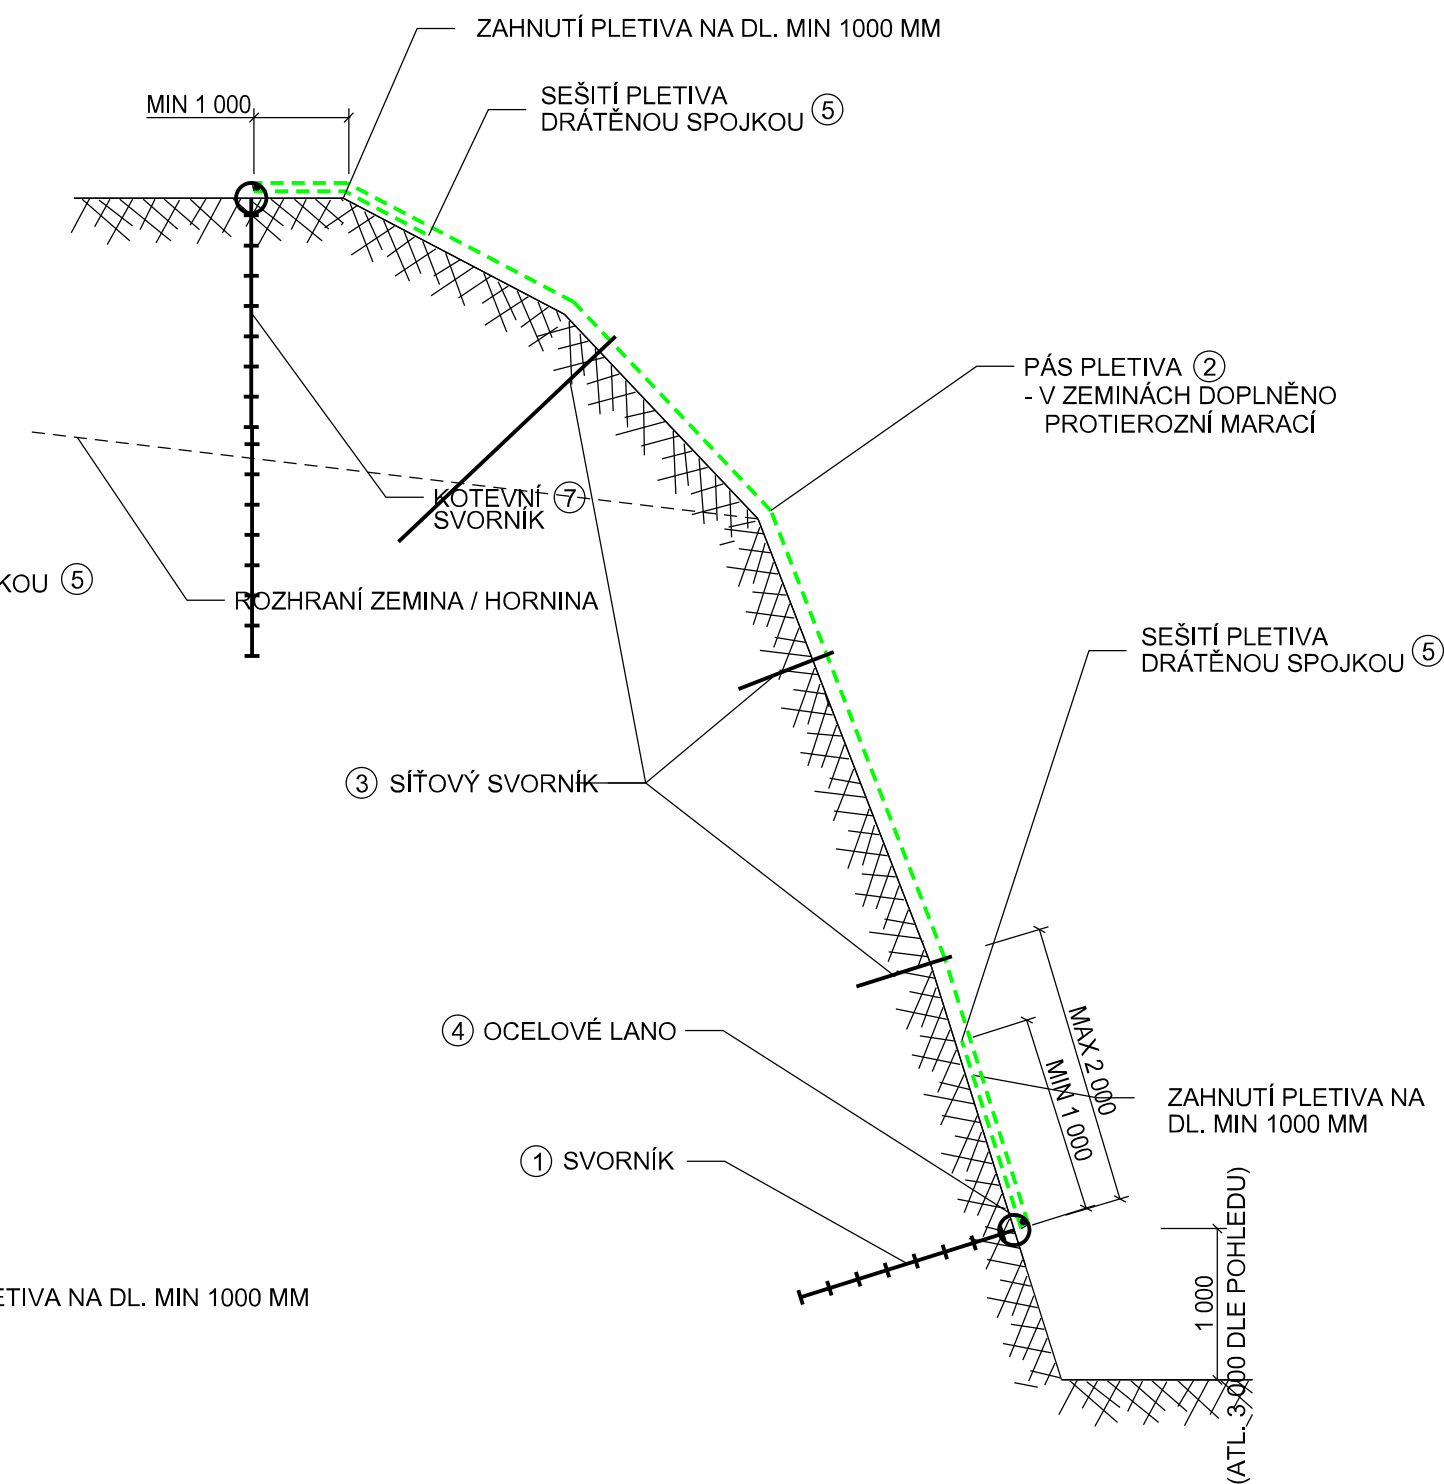 ZAHNUTÍ PLETIVA NA DL. MIN 1000 MM
MIN 1 000
SEŠITÍ PLETIVA
DRÁTĚNOU SPOJKOU 5
PÁS PLETIVA 2
- V ZEMINÁCH DOPLNĚNO
PROTIEROZNÍ MARACÍ
KOTEVNÍ 7
SVORNÍK
KOU 5
ROZHRANÍ ZEMINA / HORNINA
SEŠITÍ PLETIVA
DRÁTĚNOU SPOJKOU 5
3 SÍŤOVÝ SVORNÍK
4 OCELOVÉ LANO
MAX 2 000
MIN 1 000
ZAHNUTÍ PLETIVA NA
DL. MIN 1000 MM
1 SVORNÍK
1 000
(ATL. 3 000 DLE POHLEDU)
ETIVA NA DL. MIN 1000 MM